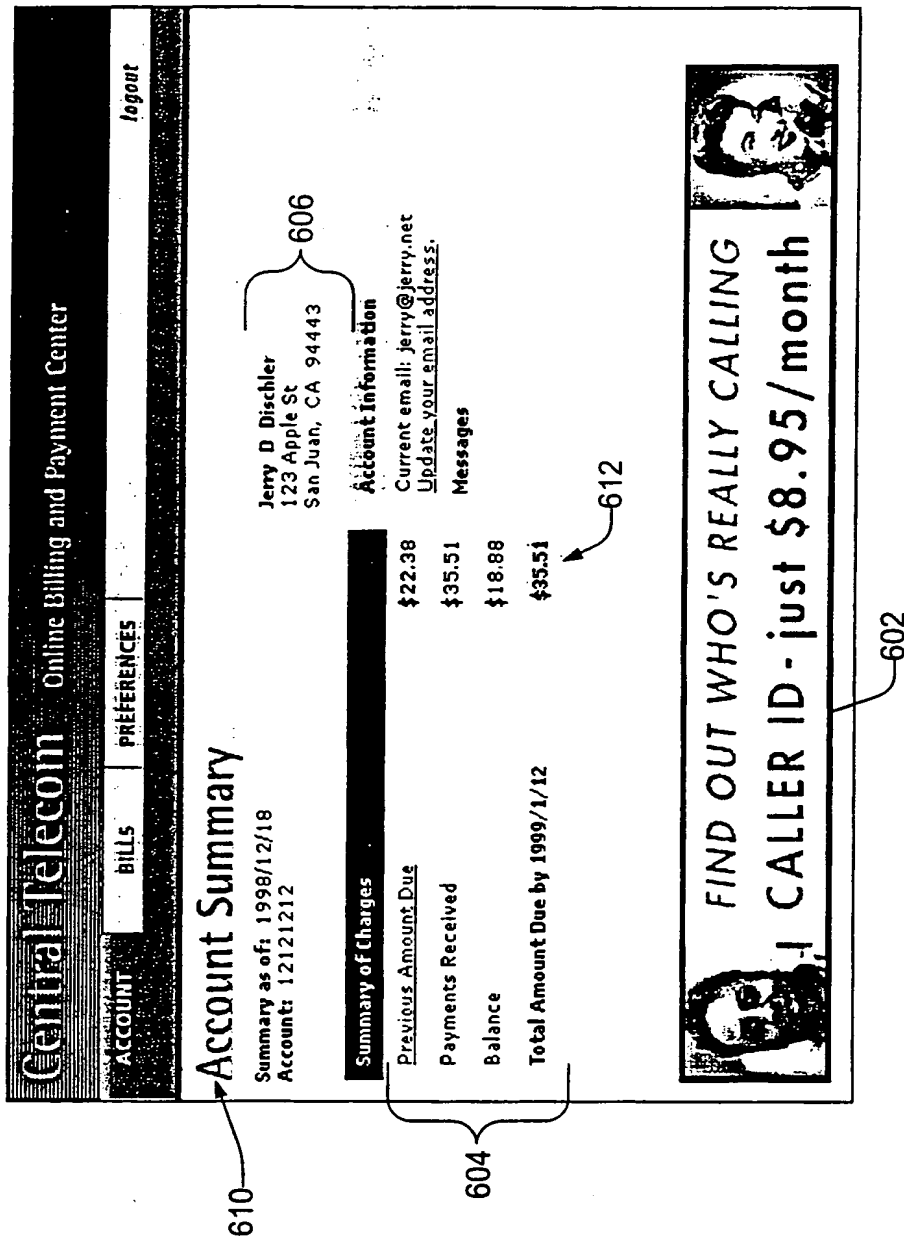 Central Telecom Online Billing and Payment Center
ACCOUNT BILLS PREFERENCES logout
Account Summary
610
Summary as of: 1998/12/18
Account: 12121212
Jerry D Dischler
123 Apple St
San Juan, CA 94443
606
Summary of Charges
Account Information
Previous Amount Due $22.38
Current email: jerry@jerry.net
Update your email address.
Payments Received $35.51
Messages
Balance $18.88
Total Amount Due by 1999/1/12 $35.51
604
612
FIND OUT WHO'S REALLY CALLING
CALLER ID - just $8.95/month
602